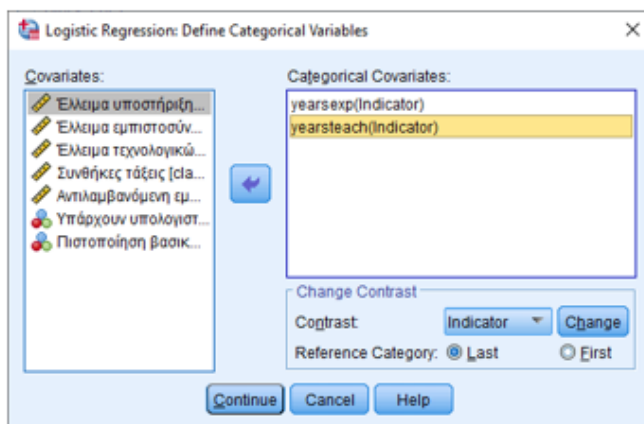 Logistic Regression: Define Categorical Variables
Covariates:
Έλλειμα υποστήριξη...
Έλλειμα εμπιστοσύν...
Έλλειμα τεχνολογικώ...
Συνθήκες τάξεις [cla...
Αντιλαμβανόμενη εμ...
Υπάρχουν υπολογιστ...
Πιστοποίηση βασικ...
Categorical Covariates:
yearsexp(Indicator)
yearsteach(Indicator)
Change Contrast
Contrast: Indicator Change
Reference Category: Last First
Continue Cancel Help